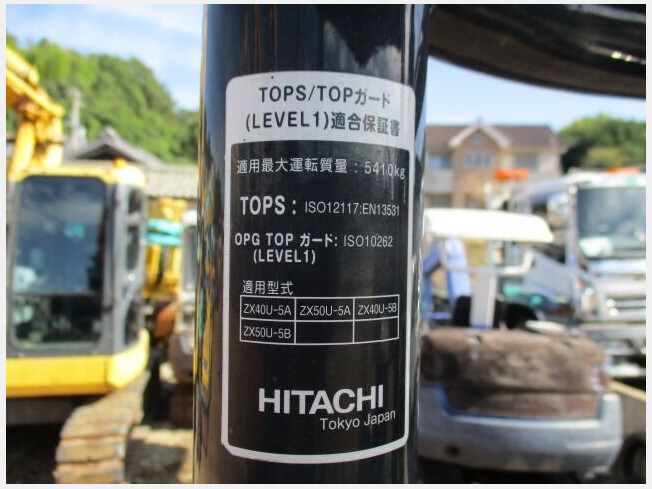 TOPS/TOPガード
(LEVEL1)適合保証書
適用最大運転質量：5410kg
TOPS：ISO12117:EN13531
OPG TOP ガード：ISO10262
(LEVEL1)
適用型式
ZX40U-5A ZX50U-5A ZX40U-5B
ZX50U-5B
HITACHI
Tokyo Japan